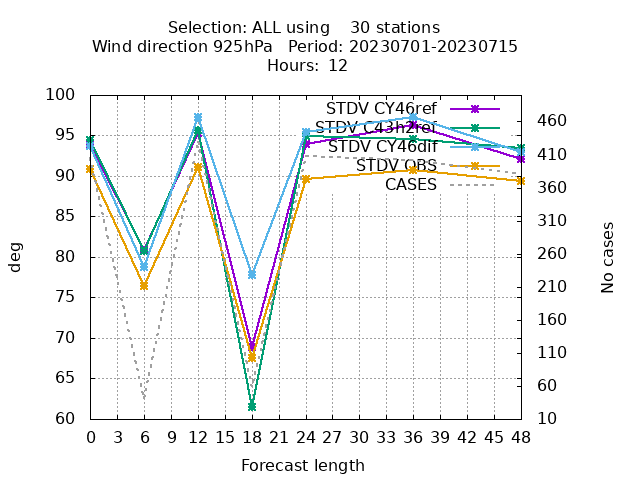 Selection: ALL using    30 stations
Wind direction 925hPa   Period: 20230701-20230715
Hours:  12
STDV CY46ref
STDV C43h2ref
STDV CY46dif
STDV OBS
CASES
100
95
90
85
80
75
70
65
60
deg
460
410
360
310
260
210
160
110
60
10
No cases
0 3 6 9 12 15 18 21 24 27 30 33 36 39 42 45 48
Forecast length